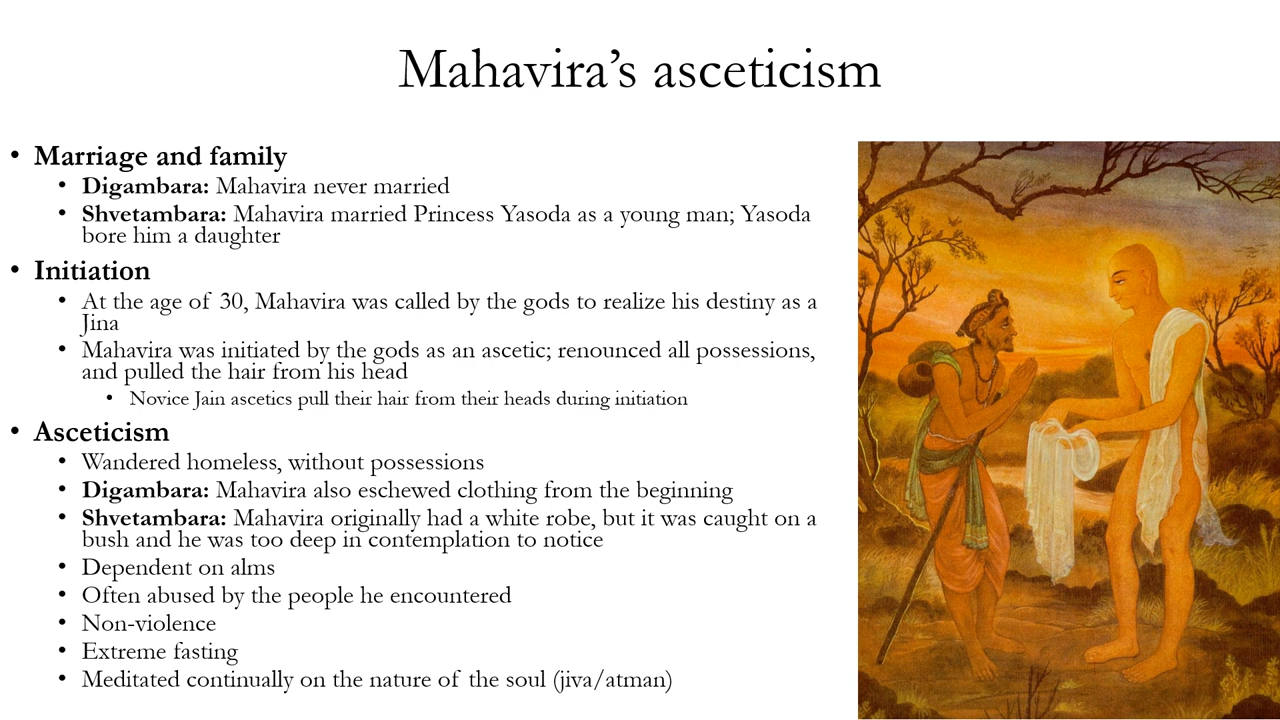 Mahavira’s asceticism
• Marriage and family
• Digambara: Mahavira never married
• Shvetambara: Mahavira married Princess Yasoda as a young man; Yasoda
bore him a daughter
• Initiation
• At the age of 30, Mahavira was called by the gods to realize his destiny as a
Jina
• Mahavira was initiated by the gods as an ascetic; renounced all possessions,
and pulled the hair from his head
• Novice Jain ascetics pull their hair from their heads during initiation
• Asceticism
• Wandered homeless, without possessions
• Digambara: Mahavira also eschewed clothing from the beginning
• Shvetambara: Mahavira originally had a white robe, but it was caught on a
bush and he was too deep in contemplation to notice
• Dependent on alms
• Often abused by the people he encountered
• Non-violence
• Extreme fasting
• Meditated continually on the nature of the soul (jiva/atman)